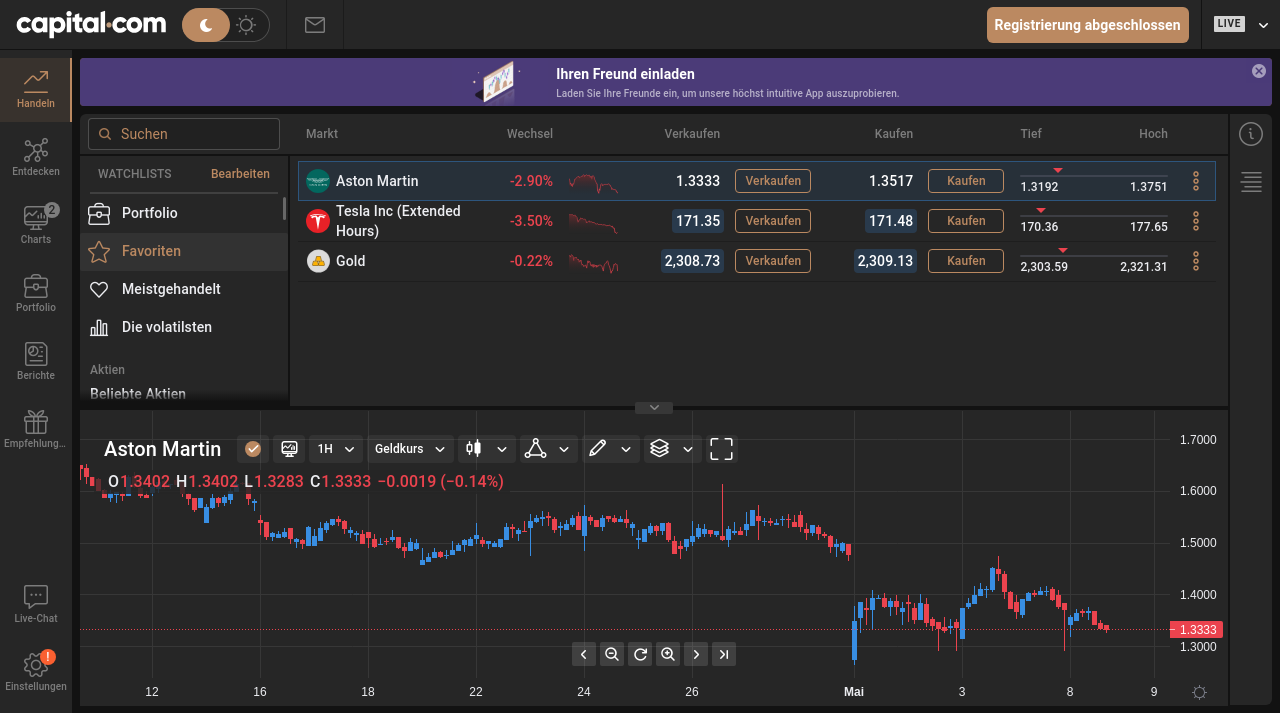 capital.com
Registrierung abgeschlossen
LIVE
Handeln
Entdecken
2
Charts
Portfolio
Berichte
Empfehlung...
Live-Chat
!
Einstellungen
Ihren Freund einladen
Laden Sie Ihre Freunde ein, um unsere höchst intuitive App auszuprobieren.
Suchen
WATCHLISTS Bearbeiten
Portfolio
Favoriten
Meistgehandelt
Die volatilsten
Aktien
Beliebte Aktien
Markt Wechsel Verkaufen Kaufen Tief Hoch
Aston Martin -2.90% 1.3333 Verkaufen 1.3517 Kaufen 1.3192 1.3751
Tesla Inc (Extended
Hours) -3.50% 171.35 Verkaufen 171.48 Kaufen 170.36 177.65
Gold -0.22% 2,308.73 Verkaufen 2,309.13 Kaufen 2,303.59 2,321.31
Aston Martin 1H Geldkurs
O1.3402 H1.3402 L1.3283 C1.3333 −0.0019 (−0.14%)
1.7000
1.6000
1.5000
1.4000
1.3333
1.3000
12 16 18 22 24 26 Mai 3 8 9